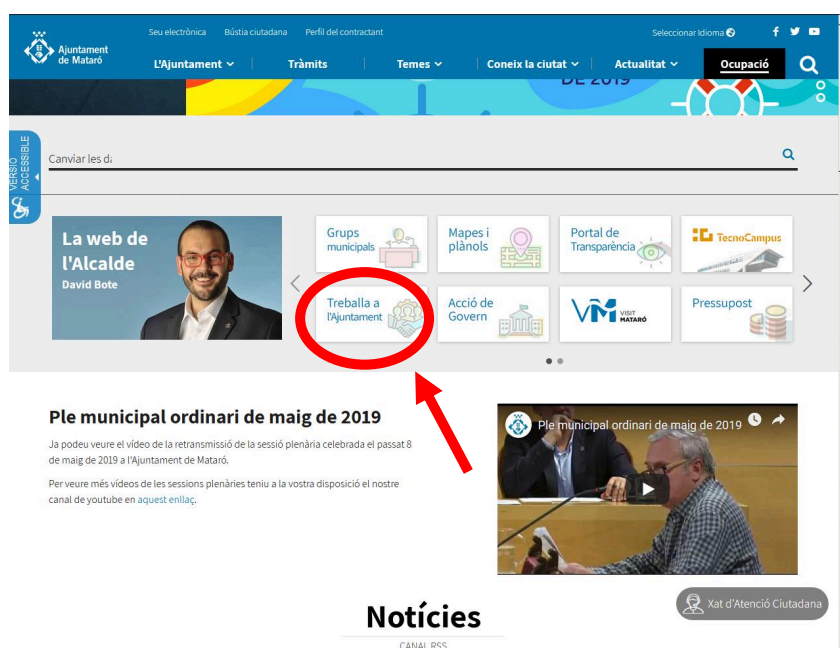 Seu electrònica Bústia ciutadana Perfil del contractant Seleccionar Idioma
Ajuntament
de Mataró
L'Ajuntament Tràmits Temes Coneix la ciutat Actualitat Ocupació
DE 2019
VERSIÓ
ACCESSIBLE
Canviar les da
La web de
l'Alcalde
David Bote
Grups
municipals
Mapes i
plànols
Portal de
Transparència
TecnoCampus
Treballa a
l'Ajuntament
Acció de
Govern
VM VISIT
MATARÓ
Pressupost
Ple municipal ordinari de maig de 2019
Ja podeu veure el vídeo de la retransmissió de la sessió plenària celebrada el passat 8
de maig de 2019 a l'Ajuntament de Mataró.
Per veure més vídeos de les sessions plenàries teniu a la vostra disposició el nostre
canal de youtube en aquest enllaç.
Ple municipal ordinari de maig de 2019
Xat d'Atenció Ciutadana
Notícies
CANAL RSS